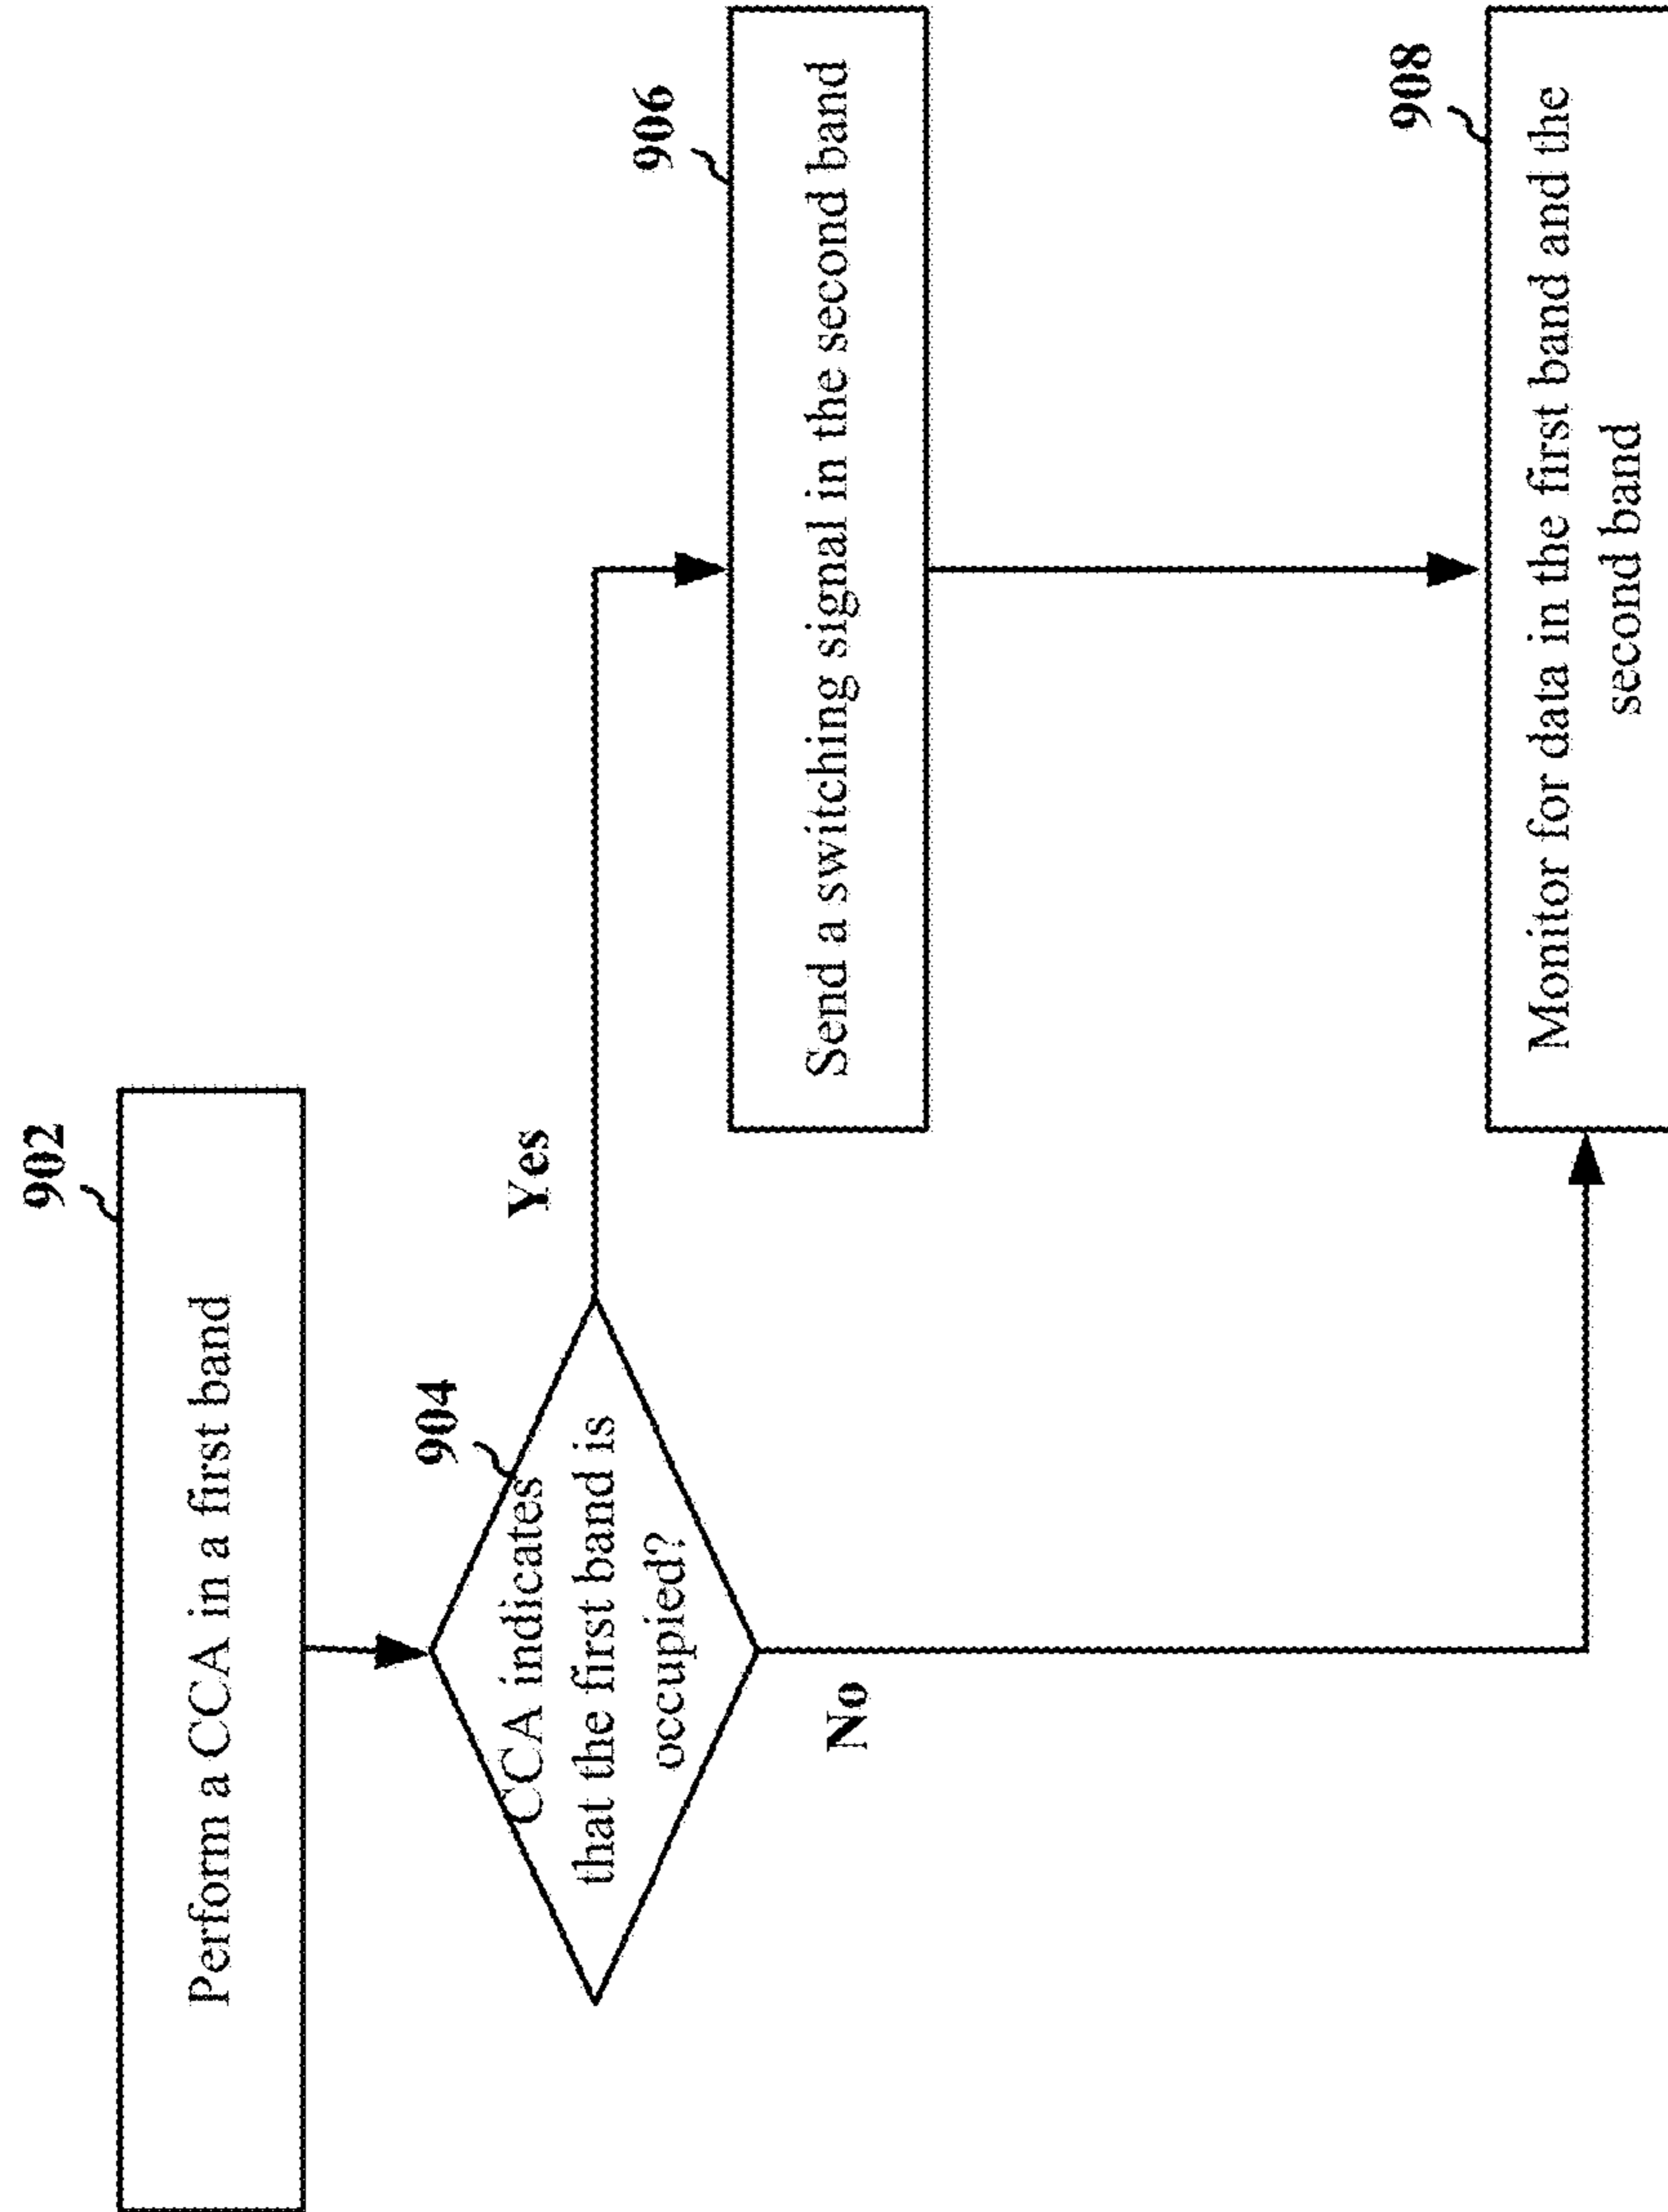 902
Perform a CCA in a first band
904
CCA indicates
that the first band is
occupied?
Yes
No
906
Send a switching signal in the second band
908
Monitor for data in the first band and the
second band